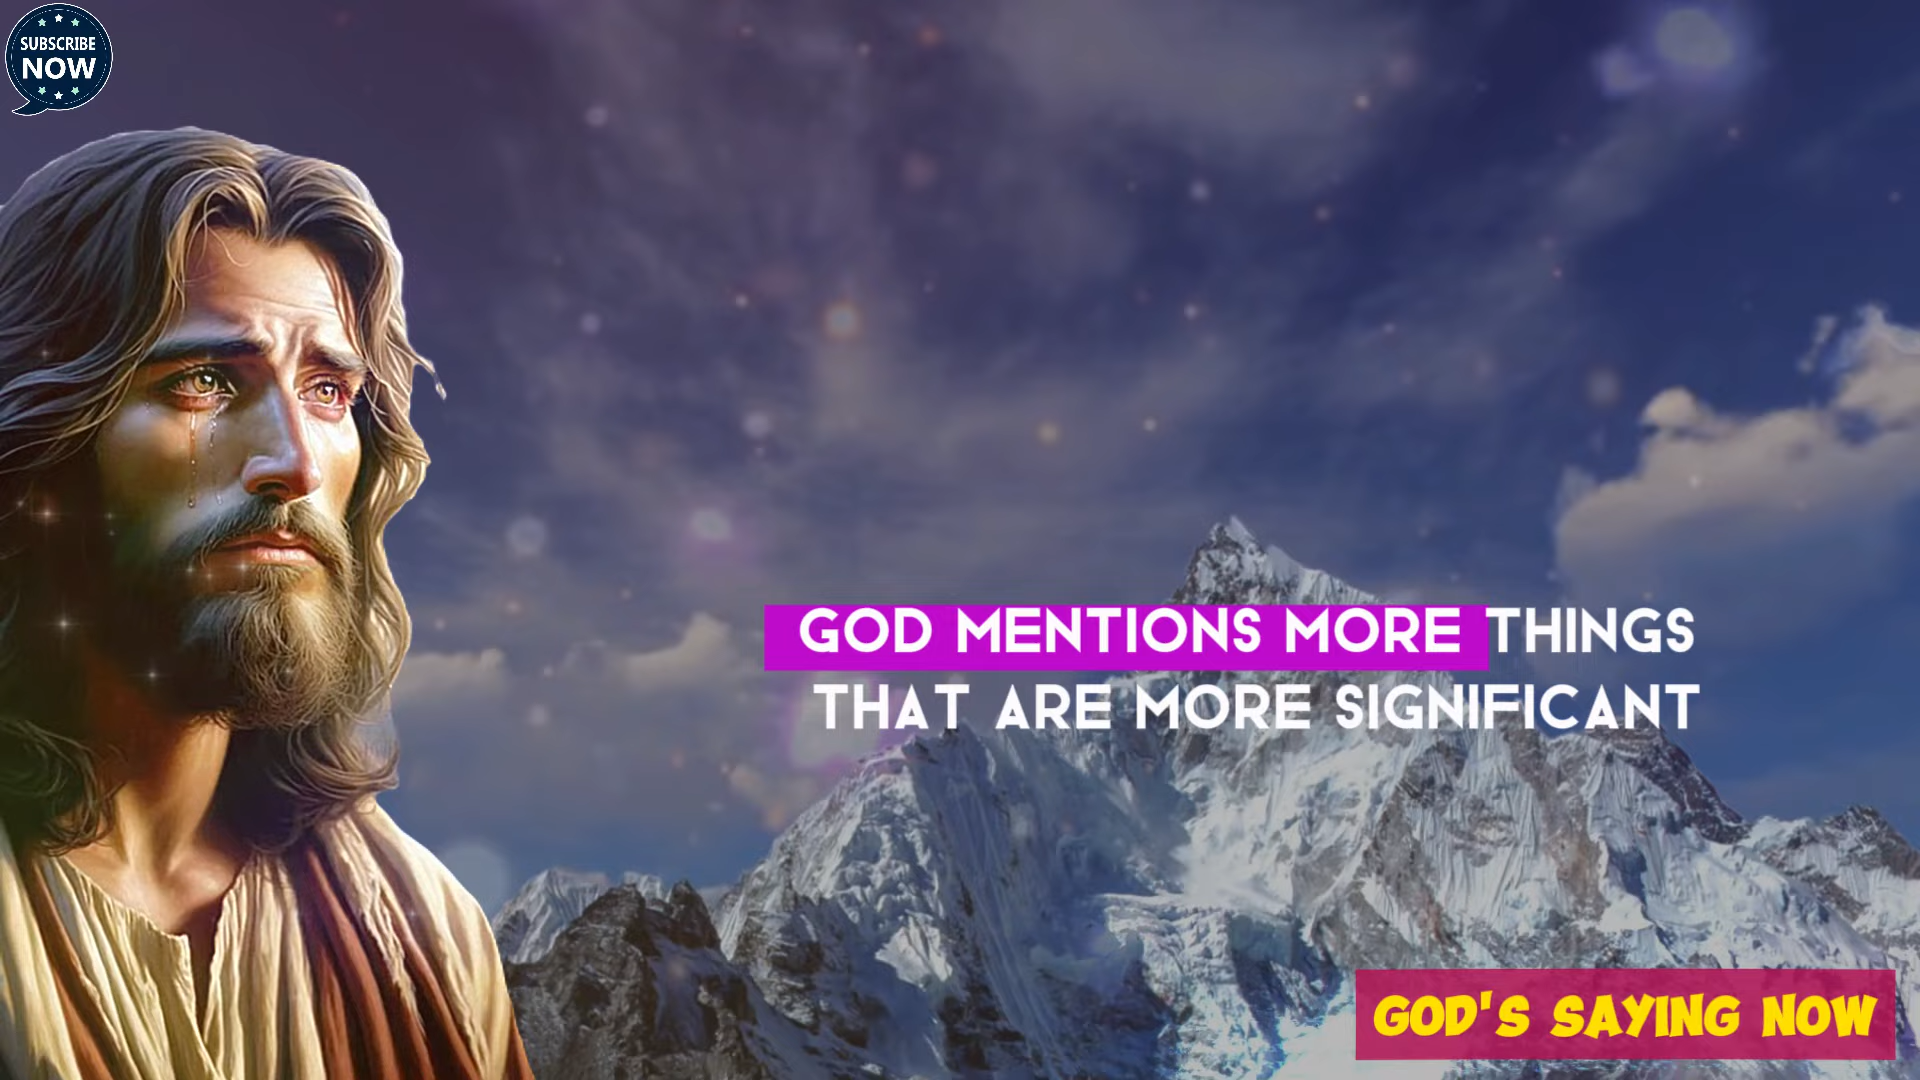 SUBSCRIBE
NOW
GOD MENTIONS MORE THINGS
THAT ARE MORE SIGNIFICANT
GOD'S SAYING NOW